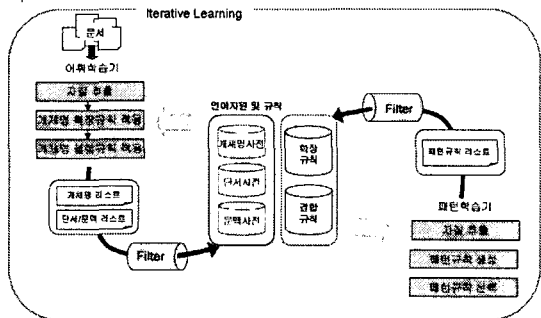 Iterative Learning
문서
어휘학습기
자질 추출
개체명 확장규칙 적용
개체명 결합규칙 적용
개체명 리스트
단서/문맥 리스트
Filter
언어자원 및 규칙
개체명사전
단서사전
문맥사전
확장
규칙
결합
규칙
Filter
패턴규칙 리스트
패턴학습기
자질 추출
패턴규칙 생성
패턴규칙 선택